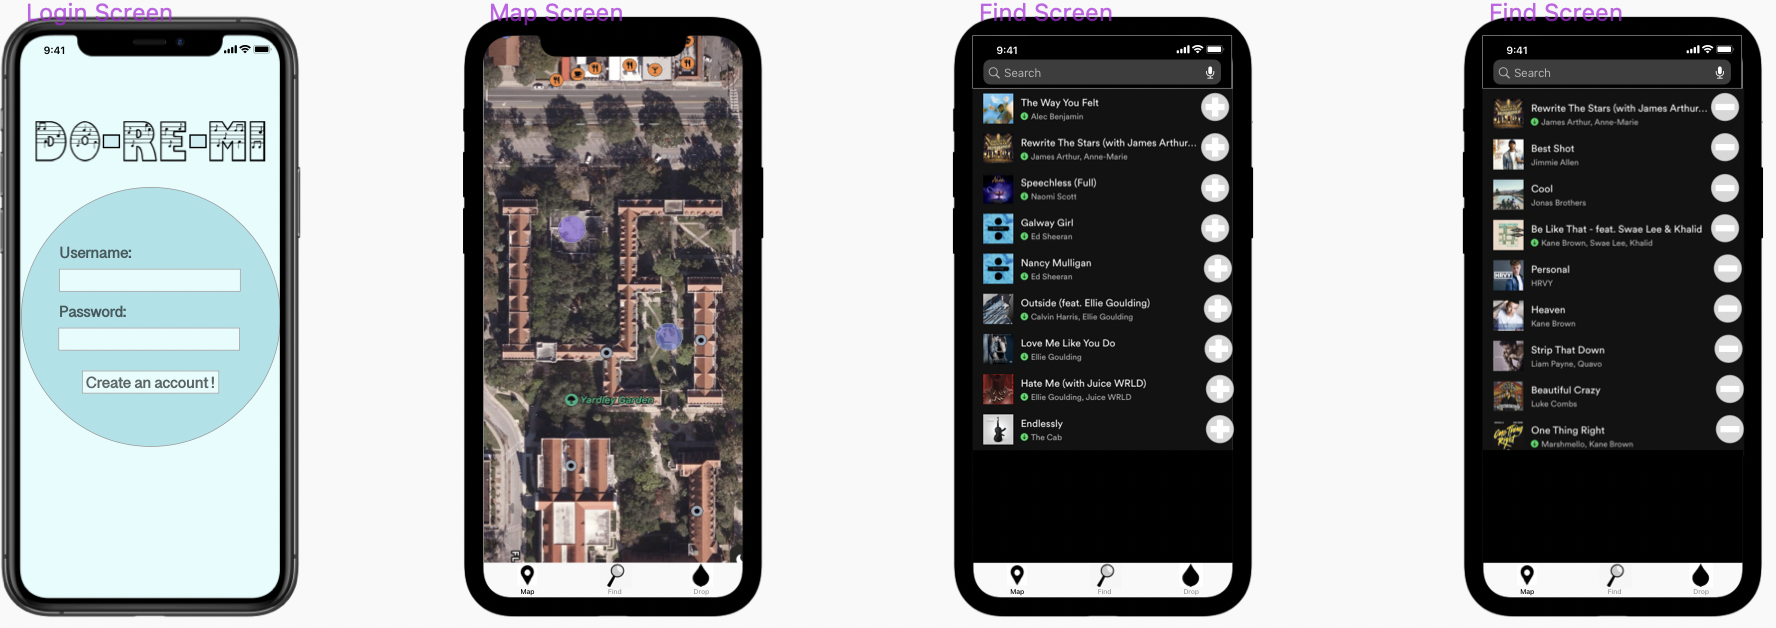 Login Screen
9:41
DO-RE-MI
Username:
Password:
Create an account!
Map Screen
Yardley Garden
FL
Map
Find
Drop
Find Screen
9:41
Search
The Way You Felt
Alec Benjamin
Rewrite The Stars (with James Arthur...
James Arthur, Anne-Marie
Speechless (Full)
Naomi Scott
Galway Girl
Ed Sheeran
Nancy Mulligan
Ed Sheeran
Outside (feat. Ellie Goulding)
Calvin Harris, Ellie Goulding
Love Me Like You Do
Ellie Goulding
Hate Me (with Juice WRLD)
Ellie Goulding, Juice WRLD
Endlessly
The Cab
Map
Find
Drop
Find Screen
9:41
Search
Rewrite The Stars (with James Arthur...
James Arthur, Anne-Marie
Best Shot
Jimmie Allen
Cool
Jonas Brothers
Be Like That - feat. Swae Lee & Khalid
Kane Brown, Swae Lee, Khalid
Personal
HRVY
HRVY
Heaven
Kane Brown
Strip That Down
Liam Payne, Quavo
Beautiful Crazy
Luke Combs
One Thing Right
One Thing Right
Marshmello, Kane Brown
Map
Find
Drop